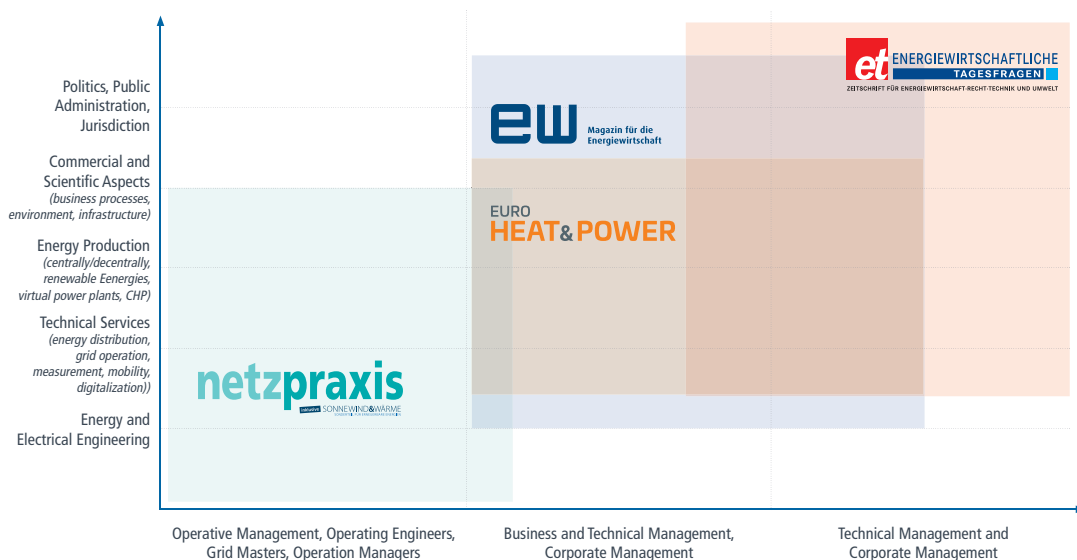 Politics, Public
Administration,
Jurisdiction
Commercial and
Scientific Aspects
(business processes,
environment, infrastructure)
Energy Production
(centrally/decentrally,
renewable Eenergies,
virtual power plants, CHP)
Technical Services
(energy distribution,
grid operation,
measurement, mobility,
digitalization))
Energy and
Electrical Engineering
et ENERGIEWIRTSCHAFTLICHE
TAGESFRAGEN
ZEITSCHRIFT FÜR ENERGIEWIRTSCHAFT·RECHT·TECHNIK UND UMWELT
ew Magazin für die
Energiewirtschaft
EURO
HEAT&POWER
netzpraxis
inklusive SONNEWIND&WÄRME
Operative Management, Operating Engineers,
Grid Masters, Operation Managers
Business and Technical Management,
Corporate Management
Technical Management and
Corporate Management